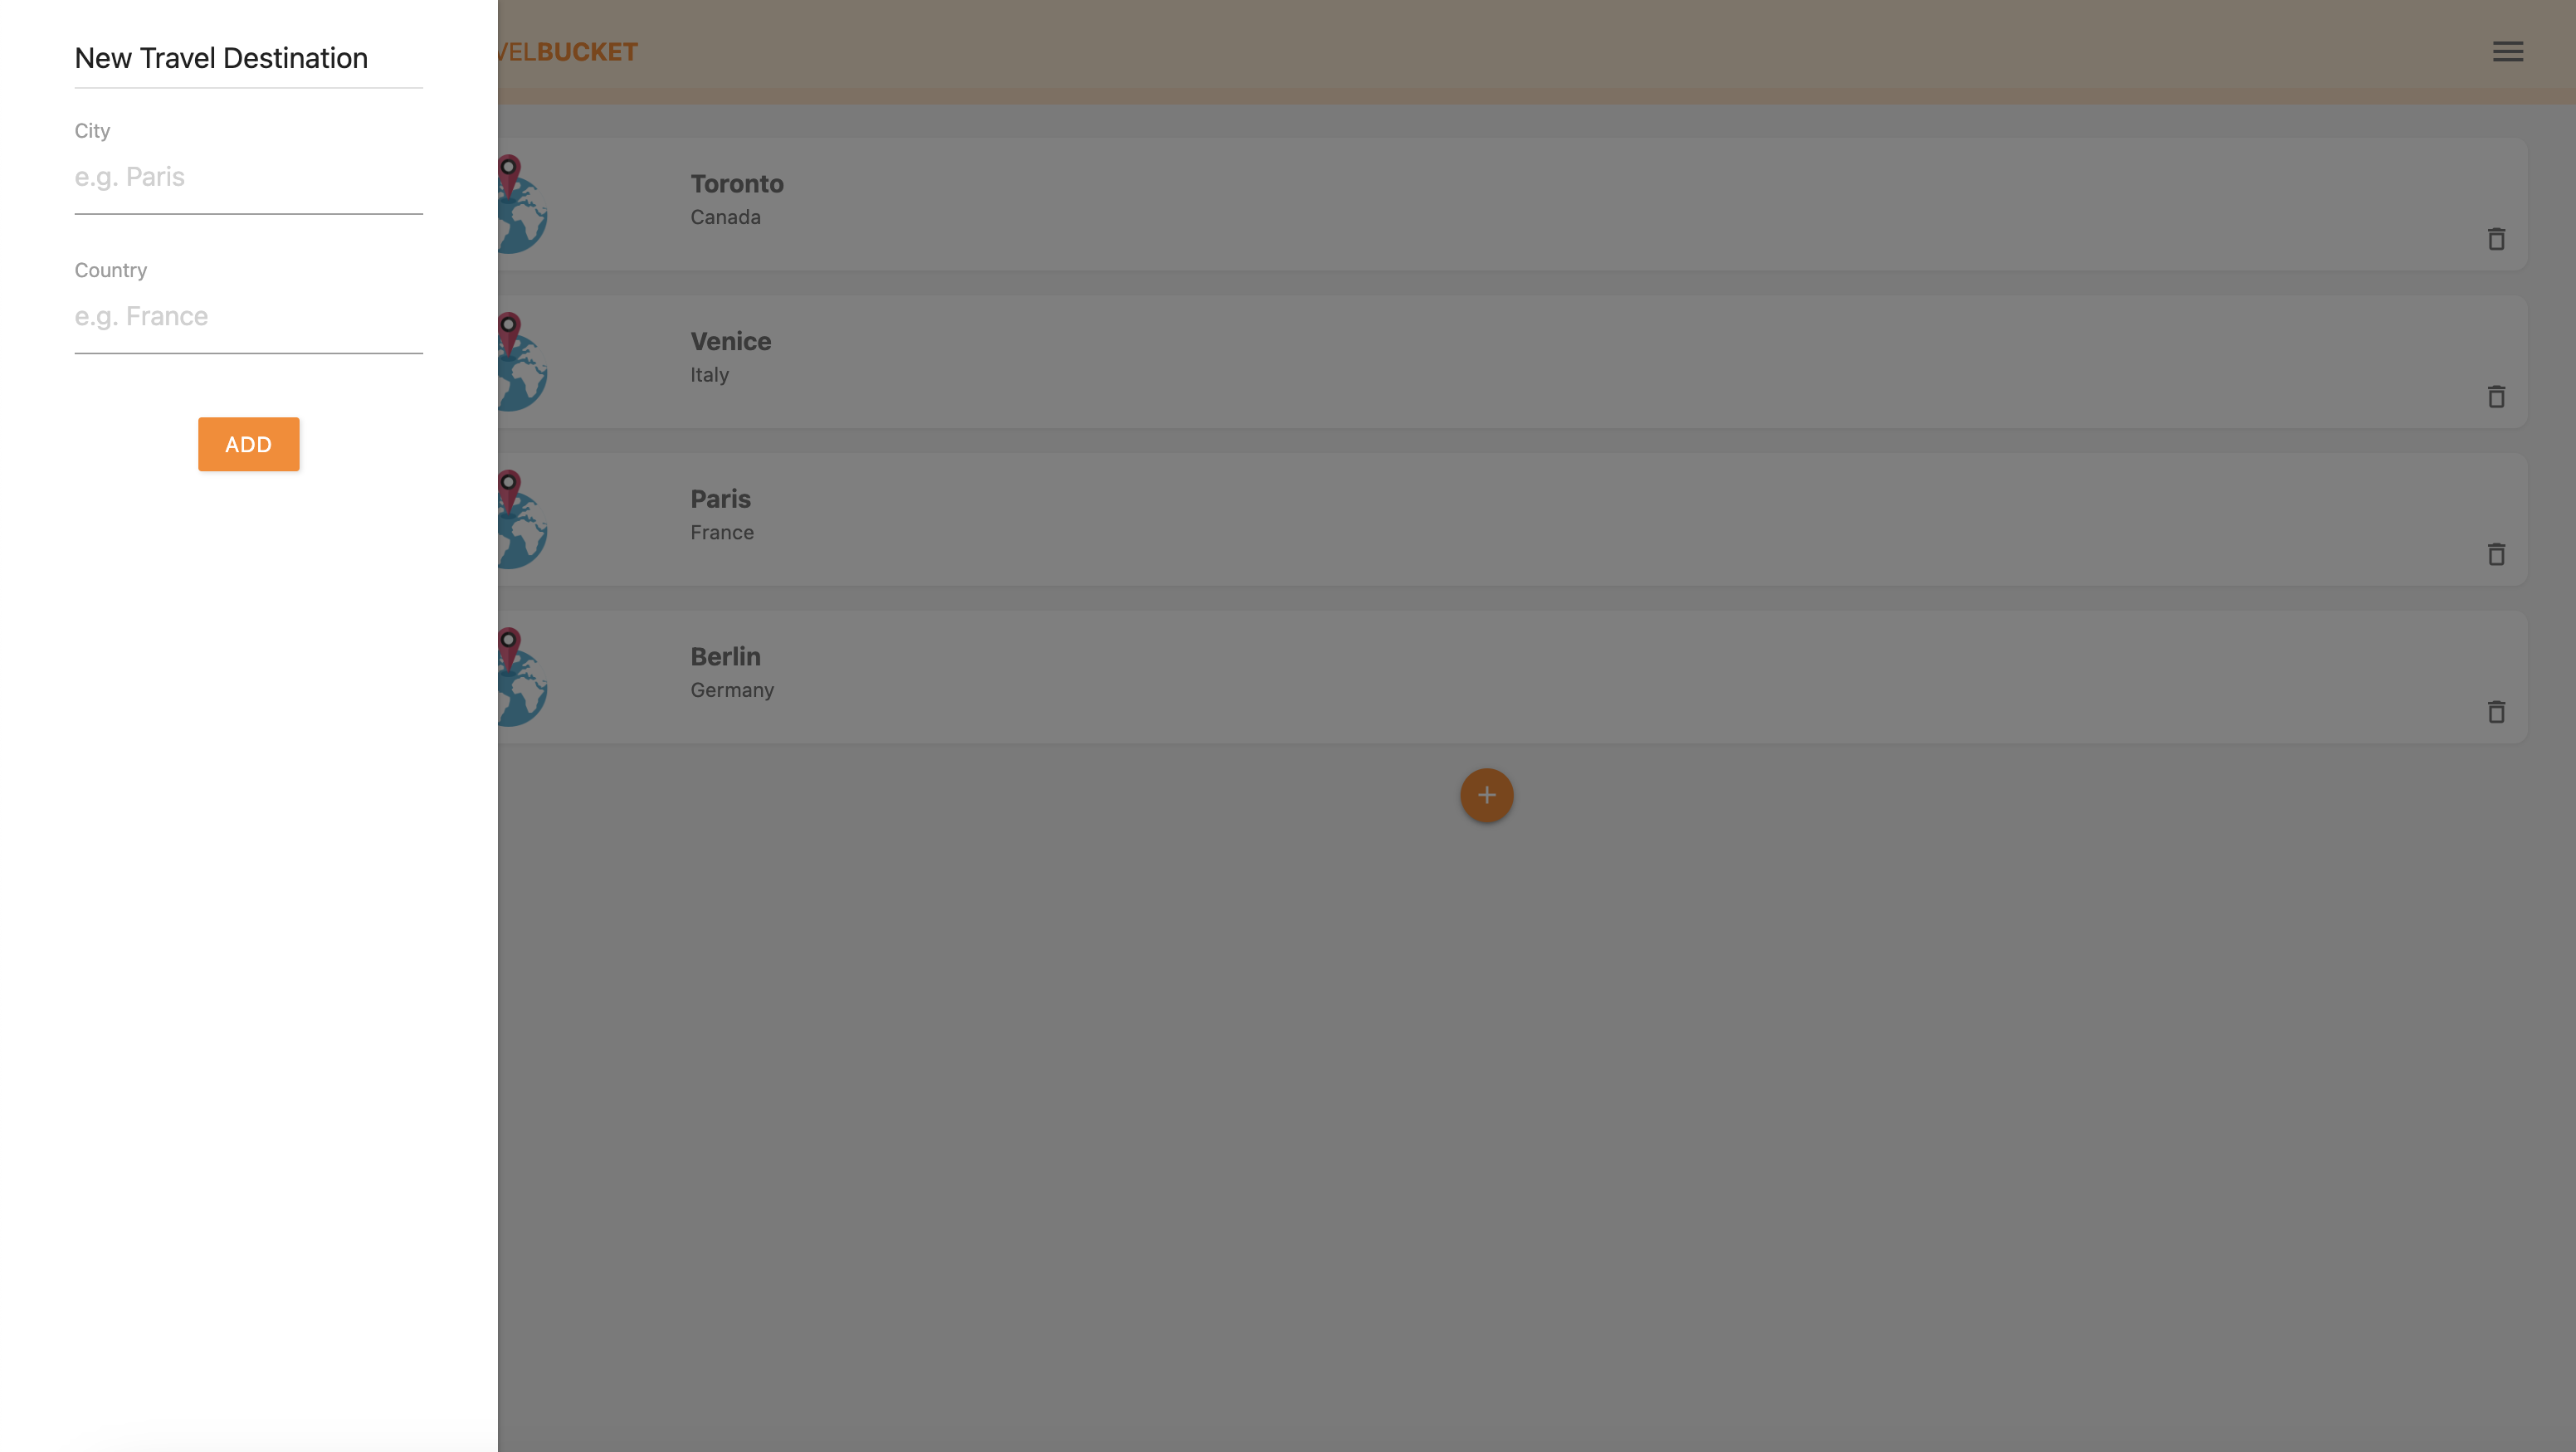 New Travel Destination
City
e.g. Paris
Country
e.g. France
ADD
VELBUCKET
Toronto
Canada
Venice
Italy
Paris
France
Berlin
Germany